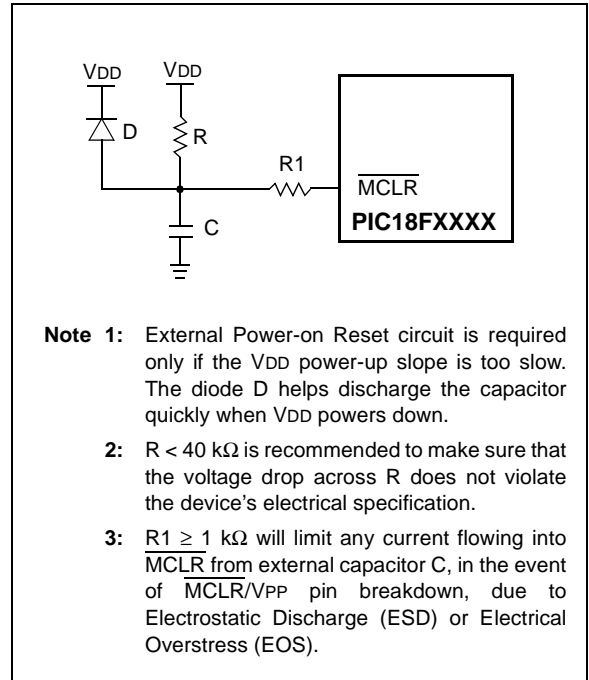 VDD VDD
D
R
R1
MCLR
C
PIC18FXXXX
Note 1: External Power-on Reset circuit is required
only if the VDD power-up slope is too slow.
The diode D helps discharge the capacitor
quickly when VDD powers down.
2: R < 40 kΩ is recommended to make sure that
the voltage drop across R does not violate
the device's electrical specification.
3: R1 ≥ 1 kΩ will limit any current flowing into
MCLR from external capacitor C, in the event
of MCLR/VPP pin breakdown, due to
Electrostatic Discharge (ESD) or Electrical
Overstress (EOS).